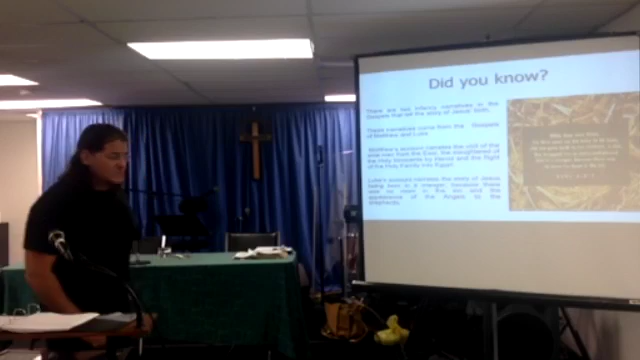 Did you know?
There are two infancy narratives in the
Gospels that tell the story of Jesus' birth.
These narratives come from the Gospels
of Matthew and Luke
Matthew's account narrates the visit of the
wise men from the East, the slaughtered of
the Holy Innocents by Herod and the flight
of the Holy Family into Egypt
Luke's account narrates the story of Jesus
being born in a manger, because there
was no room in the inn and the
appearance of the Angels to the
shepherds.